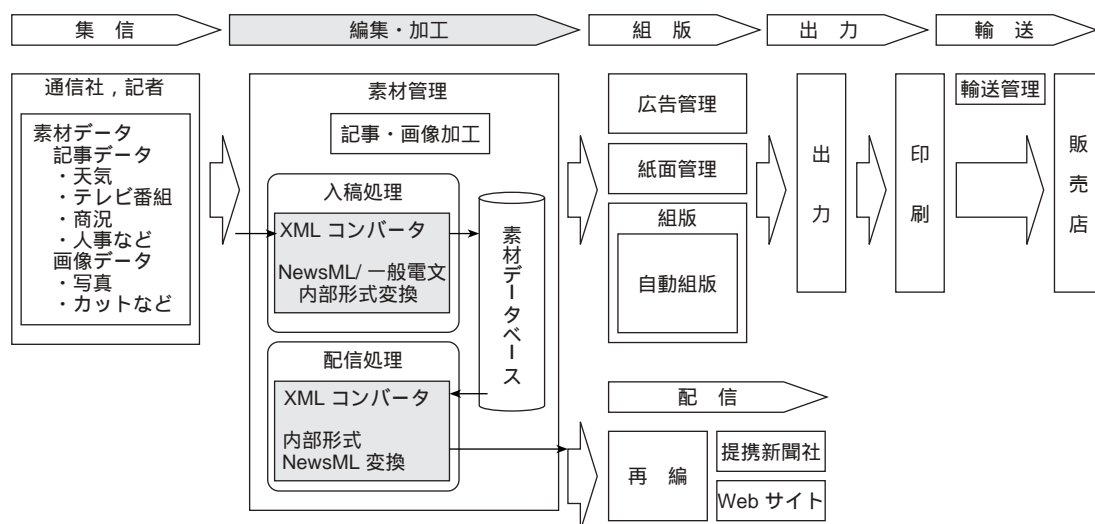 集 信
編集・加工
組 版
出 力
輸 送
通信社，記者
素材データ
記事データ
・天気
・テレビ番組
・商況
・人事など
画像データ
・写真
・カットなど
素材管理
記事・画像加工
入稿処理
XML コンバータ
NewsML/ 一般電文
内部形式変換
素材データベース
配信処理
XML コンバータ
内部形式
NewsML 変換
広告管理
紙面管理
組版
自動組版
出力
印刷
輸送管理
販売店
配 信
再 編
提携新聞社
Web サイト